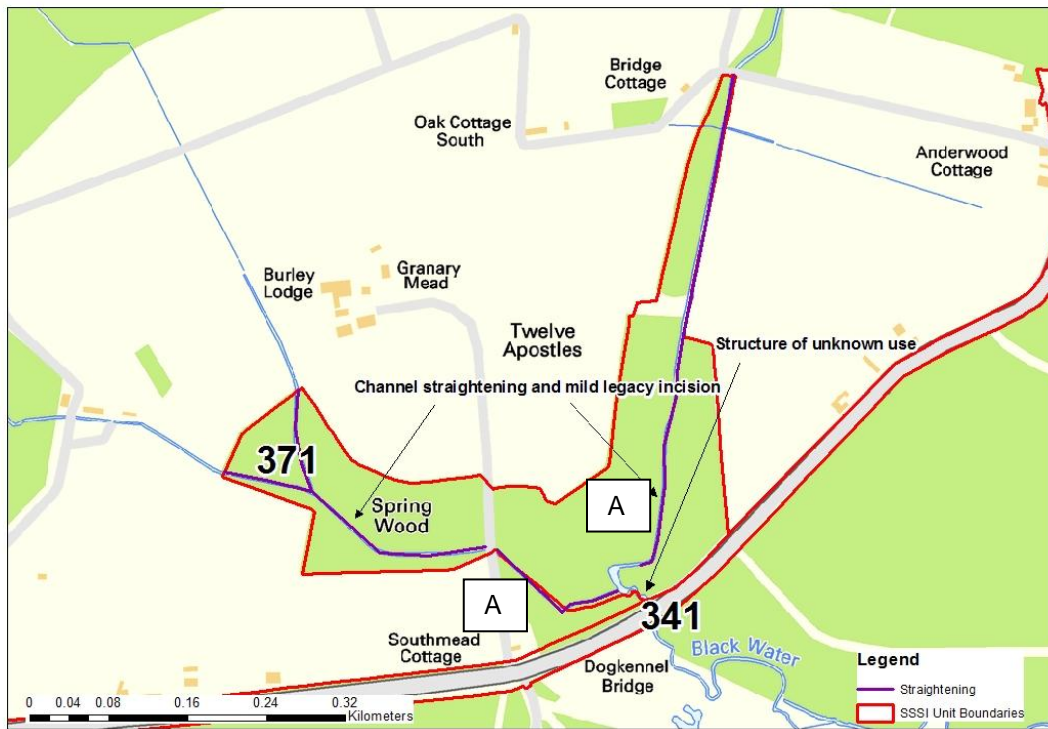 Bridge
Cottage
Oak Cottage
South
Anderwood
Cottage
Burley
Lodge
Granary
Mead
Twelve
Apostles
Structure of unknown use
Channel straightening and mild legacy incision
371
A
Spring
Wood
A
341
Southmead
Cottage
Dogkennel
Bridge
Black Water
Legend
Straightening
SSSI Unit Boundaries
0 0.04 0.08 0.16 0.24 0.32
Kilometers